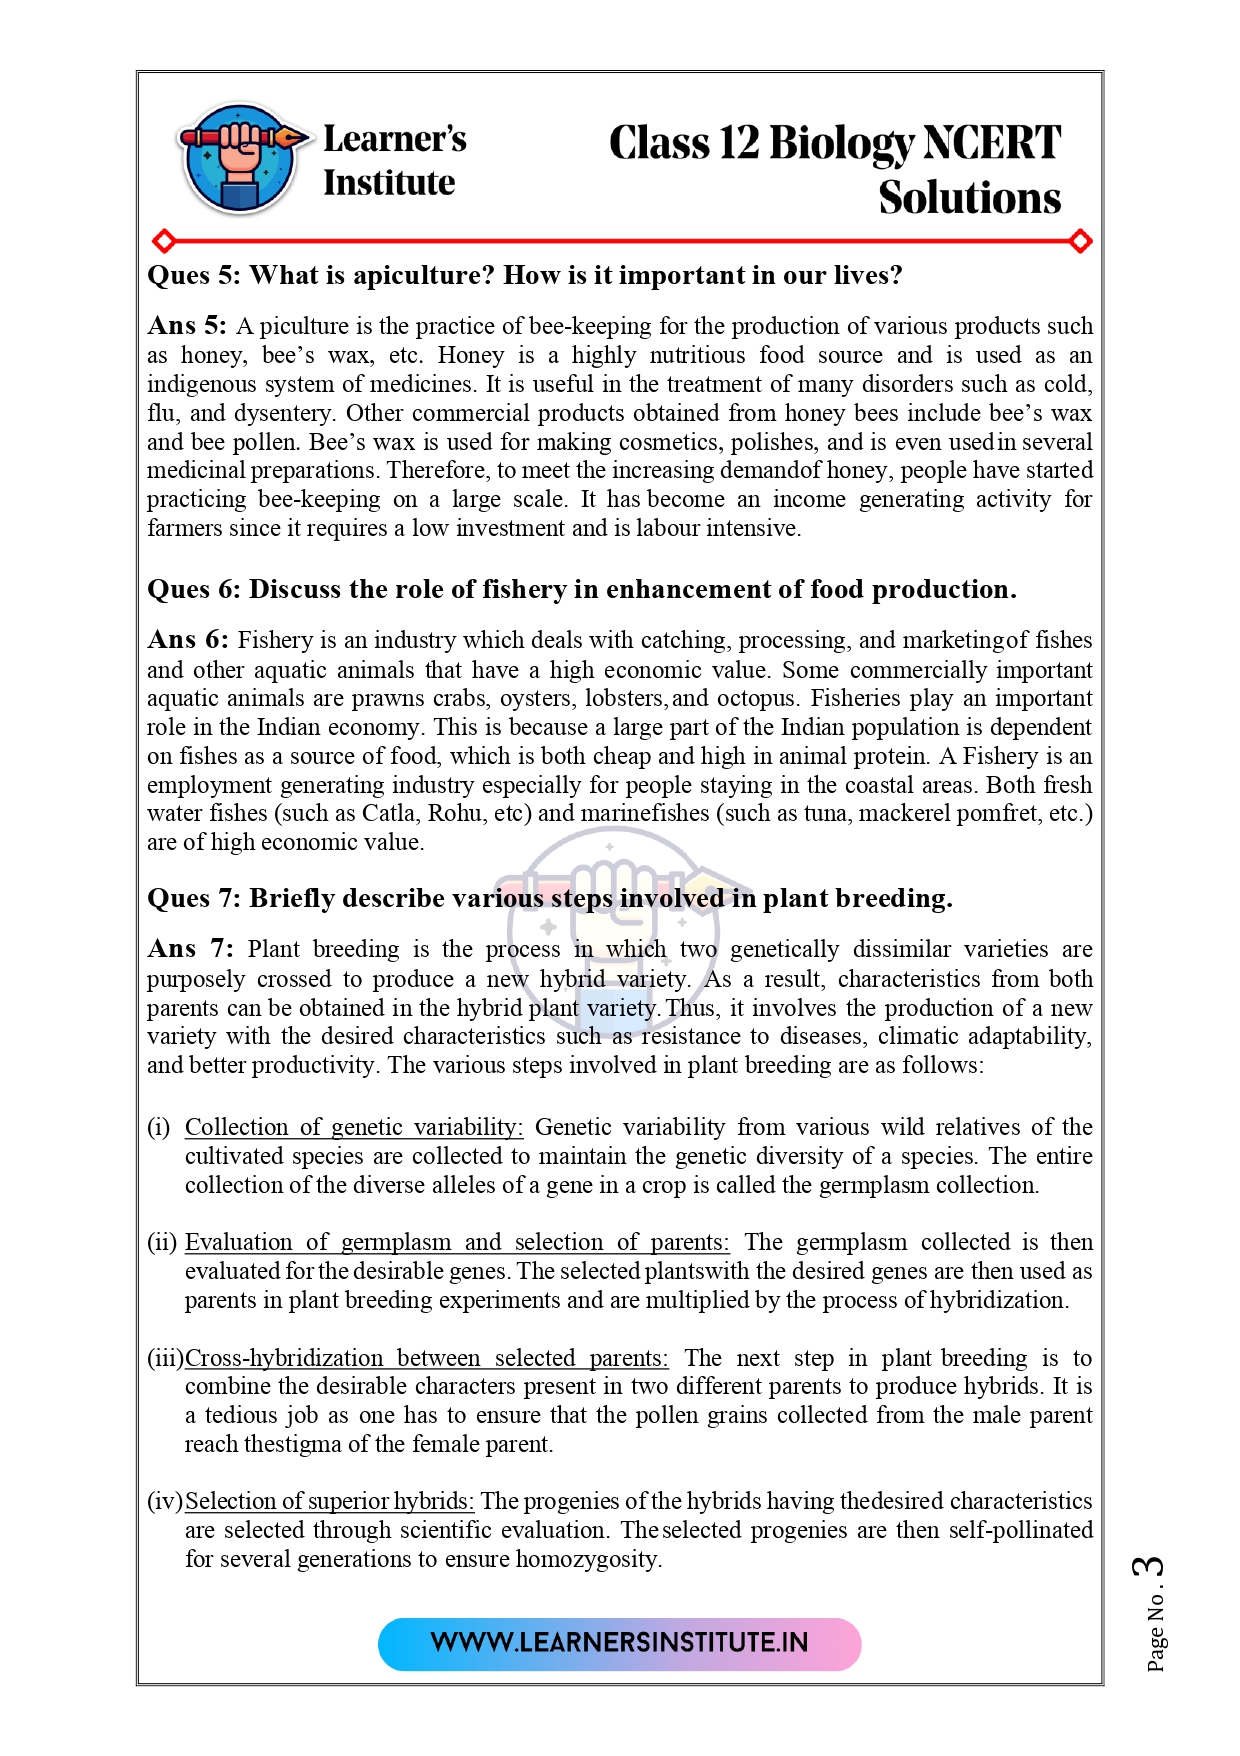 Learner's
Institute
Class 12 Biology NCERT
Solutions
Ques 5: What is apiculture? How is it important in our lives?
Ans 5: A piculture is the practice of bee-keeping for the production of various products such
as honey, bee's wax, etc. Honey is a highly nutritious food source and is used as an
indigenous system of medicines. It is useful in the treatment of many disorders such as cold,
flu, and dysentery. Other commercial products obtained from honey bees include bee's wax
and bee pollen. Bee's wax is used for making cosmetics, polishes, and is even usedin several
medicinal preparations. Therefore, to meet the increasing demandof honey, people have started
practicing bee-keeping on a large scale. It has become an income generating activity for
farmers since it requires a low investment and is labour intensive.
Ques 6: Discuss the role of fishery in enhancement of food production.
Ans 6: Fishery is an industry which deals with catching, processing, and marketingof fishes
and other aquatic animals that have a high economic value. Some commercially important
aquatic animals are prawns crabs, oysters, lobsters, and octopus. Fisheries play an important
role in the Indian economy. This is because a large part of the Indian population is dependent
on fishes as a source of food, which is both cheap and high in animal protein. A Fishery is an
employment generating industry especially for people staying in the coastal areas. Both fresh
water fishes (such as Catla, Rohu, etc) and marinefishes (such as tuna, mackerel pomfret, etc.)
are of high economic value.
Ques 7: Briefly describe various steps involved in plant breeding.
Ans 7: Plant breeding is the process in which two genetically dissimilar varieties are
purposely crossed to produce a new hybrid variety. As a result, characteristics from both
parents can be obtained in the hybrid plant variety. Thus, it involves the production of a new
variety with the desired characteristics such as resistance to diseases, climatic adaptability,
and better productivity. The various steps involved in plant breeding are as follows:
(i) Collection of genetic variability: Genetic variability from various wild relatives of the
cultivated species are collected to maintain the genetic diversity of a species. The entire
collection of the diverse alleles of a gene in a crop is called the germplasm collection.
(ii) Evaluation of germplasm and selection of parents: The germplasm collected is then
evaluated for the desirable genes. The selected plantswith the desired genes are then used as
parents in plant breeding experiments and are multiplied by the process of hybridization.
(iii)Cross-hybridization between selected parents: The next step in plant breeding is to
combine the desirable characters present in two different parents to produce hybrids. It is
a tedious job as one has to ensure that the pollen grains collected from the male parent
reach thestigma of the female parent.
(iv)Selection of superior hybrids: The progenies of the hybrids having thedesired characteristics
are selected through scientific evaluation. The selected progenies are then self-pollinated
for several generations to ensure homozygosity.
WWW.LEARNERSINSTITUTE.IN
Page No. 3